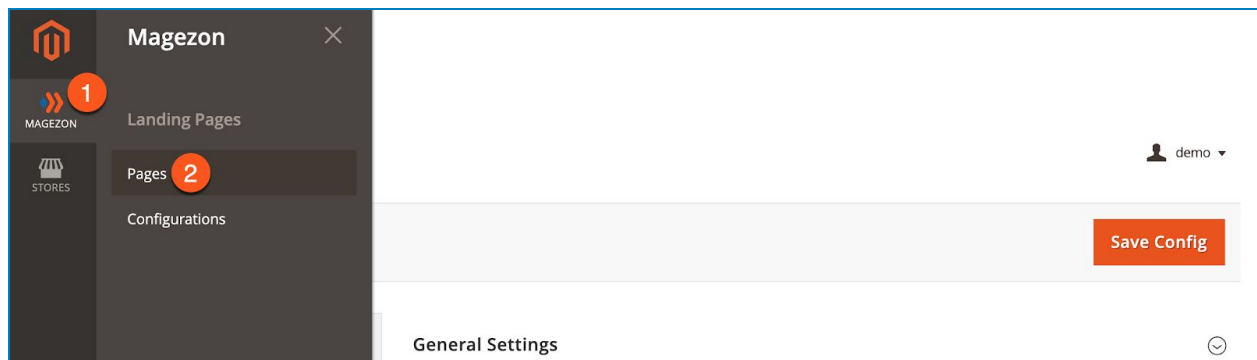 Magezon
1
MAGEZON
Landing Pages
STORES
Pages 2
Configurations
demo
Save Config
General Settings